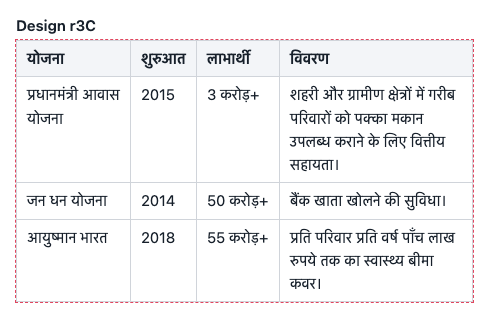 Design r3C
योजना शुरुआत लाभार्थी विवरण
प्रधानमंत्री आवास 2015 3 करोड़+ शहरी और ग्रामीण क्षेत्रों में गरीब
योजना परिवारों को पक्का मकान
उपलब्ध कराने के लिए वित्तीय
सहायता।
जन धन योजना 2014 50 करोड़+ बैंक खाता खोलने की सुविधा।
आयुष्मान भारत 2018 55 करोड़+ प्रति परिवार प्रति वर्ष पाँच लाख
रुपये तक का स्वास्थ्य बीमा
कवर।